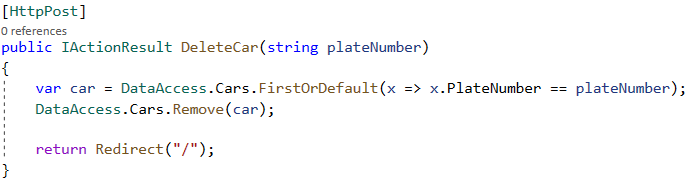 [HttpPost]
0 references
public IActionResult DeleteCar(string plateNumber)
{
    var car = DataAccess.Cars.FirstOrDefault(x => x.PlateNumber == plateNumber);
    DataAccess.Cars.Remove(car);
    return Redirect("/");
}